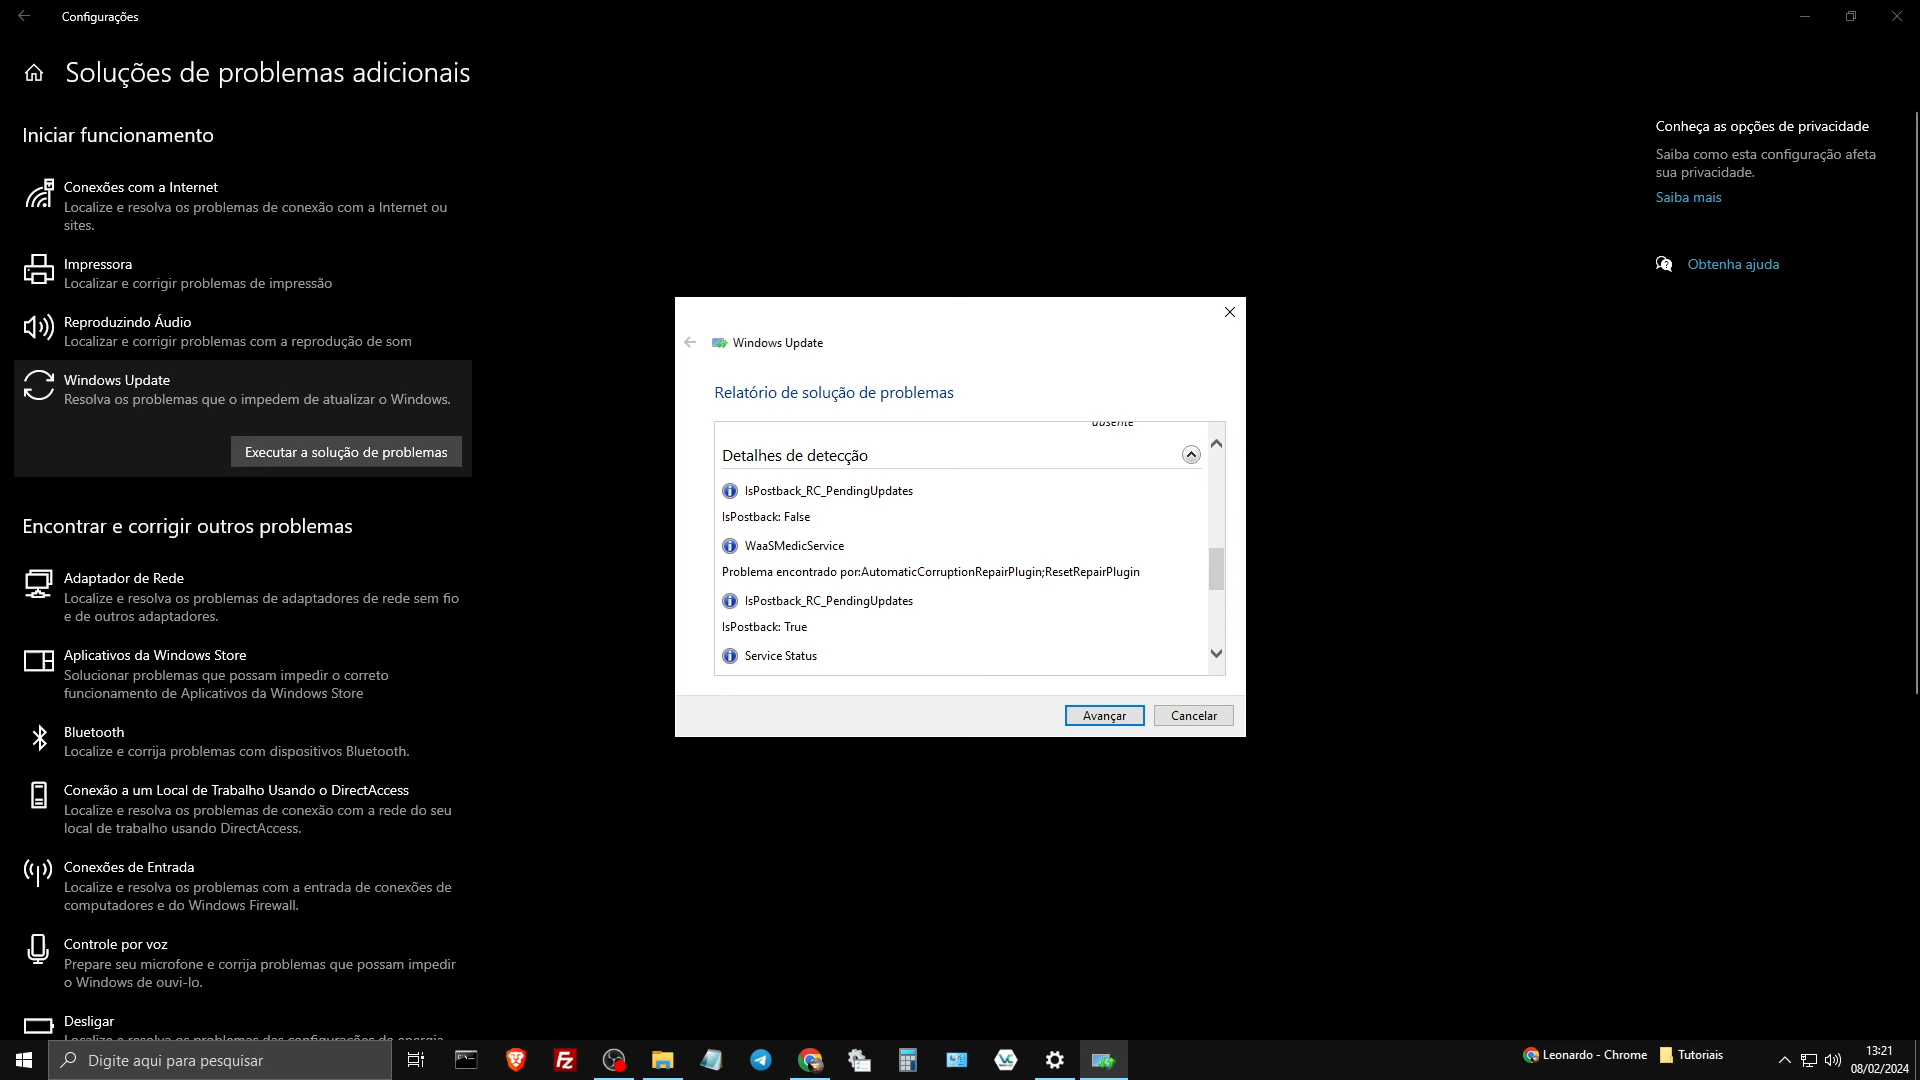 Configurações
Soluções de problemas adicionais
Iniciar funcionamento
Conexões com a Internet
Localize e resolva os problemas de conexão com a Internet ou
sites.
Impressora
Localizar e corrigir problemas de impressão
Reproduzindo Áudio
Localizar e corrigir problemas com a reprodução de som
Windows Update
Resolva os problemas que o impedem de atualizar o Windows.
Executar a solução de problemas
Encontrar e corrigir outros problemas
Adaptador de Rede
Localize e resolva os problemas de adaptadores de rede sem fio
e de outros adaptadores.
Aplicativos da Windows Store
Solucionar problemas que possam impedir o correto
funcionamento de Aplicativos da Windows Store
Bluetooth
Localize e corrija problemas com dispositivos Bluetooth.
Conexão a um Local de Trabalho Usando o DirectAccess
Localize e resolva os problemas de conexão com a rede do seu
local de trabalho usando DirectAccess.
Conexões de Entrada
Localize e resolva os problemas com a entrada de conexões de
computadores e do Windows Firewall.
Controle por voz
Prepare seu microfone e corrija problemas que possam impedir
o Windows de ouvi-lo.
Desligar
Localize e resolva os problemas das configurações de energia
Conheça as opções de privacidade
Saiba como esta configuração afeta
sua privacidade.
Saiba mais
Obtenha ajuda
Windows Update
Relatório de solução de problemas
ausente
Detalhes de detecção
IsPostback_RC_PendingUpdates
IsPostback: False
WaaSMedicService
Problema encontrado por:AutomaticCorruptionRepairPlugin;ResetRepairPlugin
IsPostback_RC_PendingUpdates
IsPostback: True
Service Status
Avançar
Cancelar
Digite aqui para pesquisar
Leonardo - Chrome
Tutoriais
13:21
08/02/2024